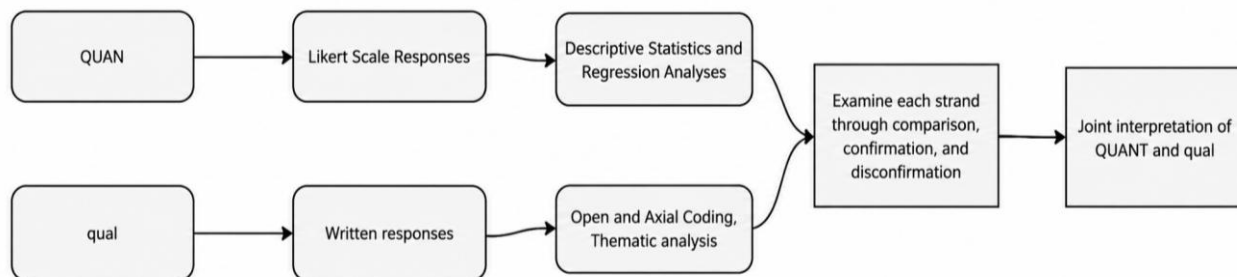 QUAN
Likert Scale Responses
Descriptive Statistics and
Regression Analyses
Examine each strand
through comparison,
confirmation, and
disconfirmation
Joint interpretation of
QUANT and qual
qual
Written responses
Open and Axial Coding,
Thematic analysis